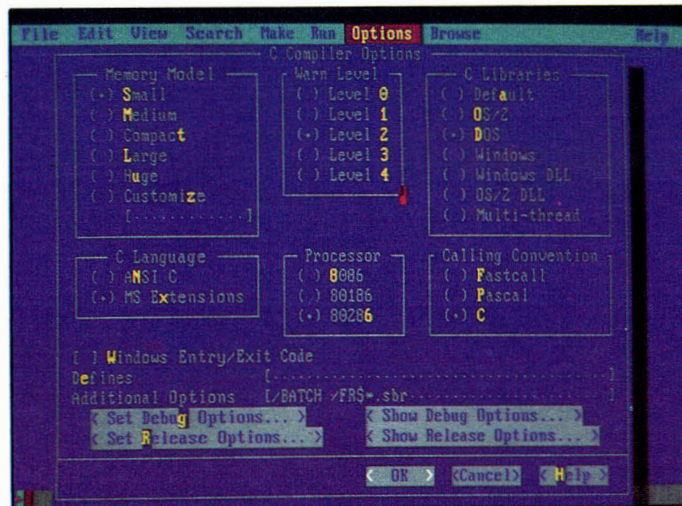 File Edit View Search Make Run Options Browse Help
C Compiler Options
Memory Model
(•) Small
( ) Medium
( ) Compact
( ) Large
( ) Huge
( ) Customize
[...........]
Warn Level
( ) Level 0
( ) Level 1
(•) Level 2
( ) Level 3
( ) Level 4
C Libraries
( ) Default
( ) OS/2
(•) DOS
( ) Windows
( ) Windows DLL
( ) OS/2 DLL
( ) Multi-thread
C Language
( ) ANSI C
(•) MS Extensions
Processor
( ) 8086
( ) 80186
(•) 80286
Calling Convention
( ) Fastcall
( ) Pascal
(•) C
[ ] Windows Entry/Exit Code
Defines [...........]
Additional Options [/BATCH /FR$*.sbr...........]
< Set Debug Options... > < Show Debug Options... >
< Set Release Options... > < Show Release Options... >
< OK > <Cancel> < Help >